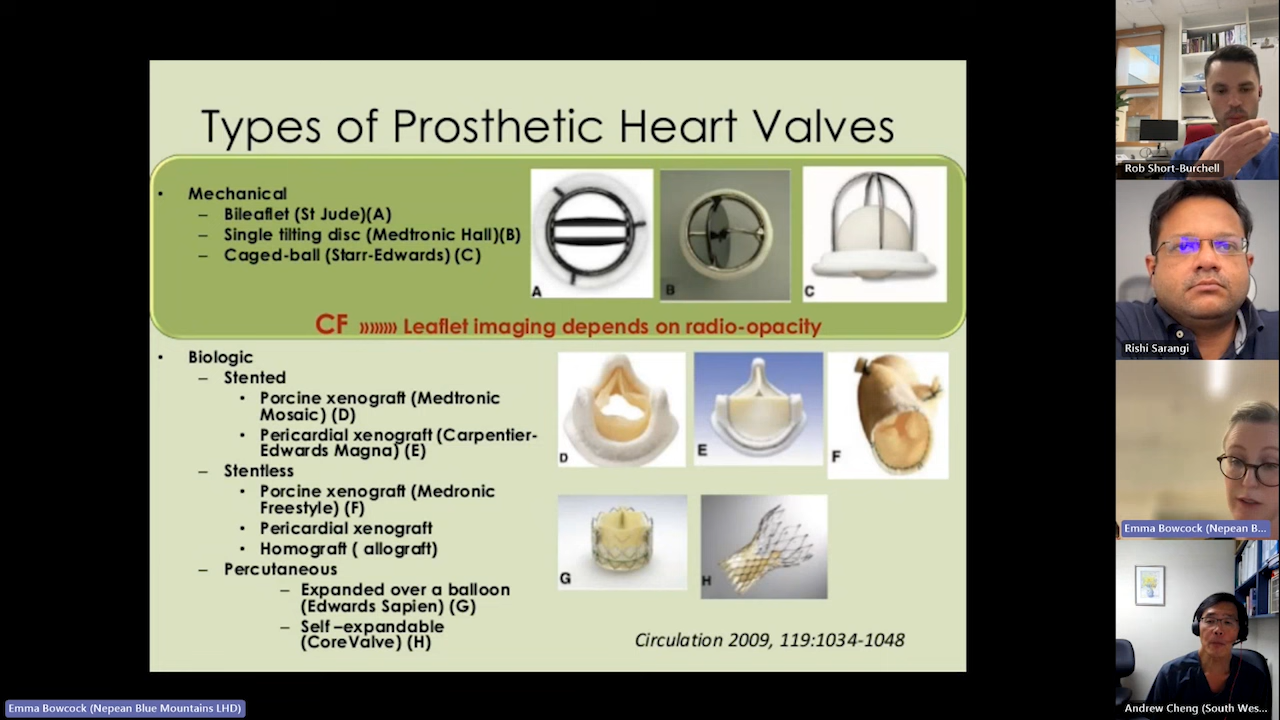 Types of Prosthetic Heart Valves
• Mechanical
– Bileaflet (St Jude)(A)
– Single tilting disc (Medtronic Hall)(B)
– Caged-ball (Starr-Edwards) (C)
A
B
C
CF »»»»» Leaflet imaging depends on radio-opacity
• Biologic
– Stented
• Porcine xenograft (Medtronic
Mosaic) (D)
• Pericardial xenograft (Carpentier-
Edwards Magna) (E)
– Stentless
• Porcine xenograft (Medronic
Freestyle) (F)
• Pericardial xenograft
• Homograft ( allograft)
– Percutaneous
– Expanded over a balloon
(Edwards Sapien) (G)
– Self –expandable
(CoreValve) (H)
D
E
F
G
H
Circulation 2009, 119:1034-1048
Rob Short-Burchell
Rishi Sarangi
Emma Bowcock (Nepean B...
Andrew Cheng (South Wes...
Emma Bowcock (Nepean Blue Mountains LHD)